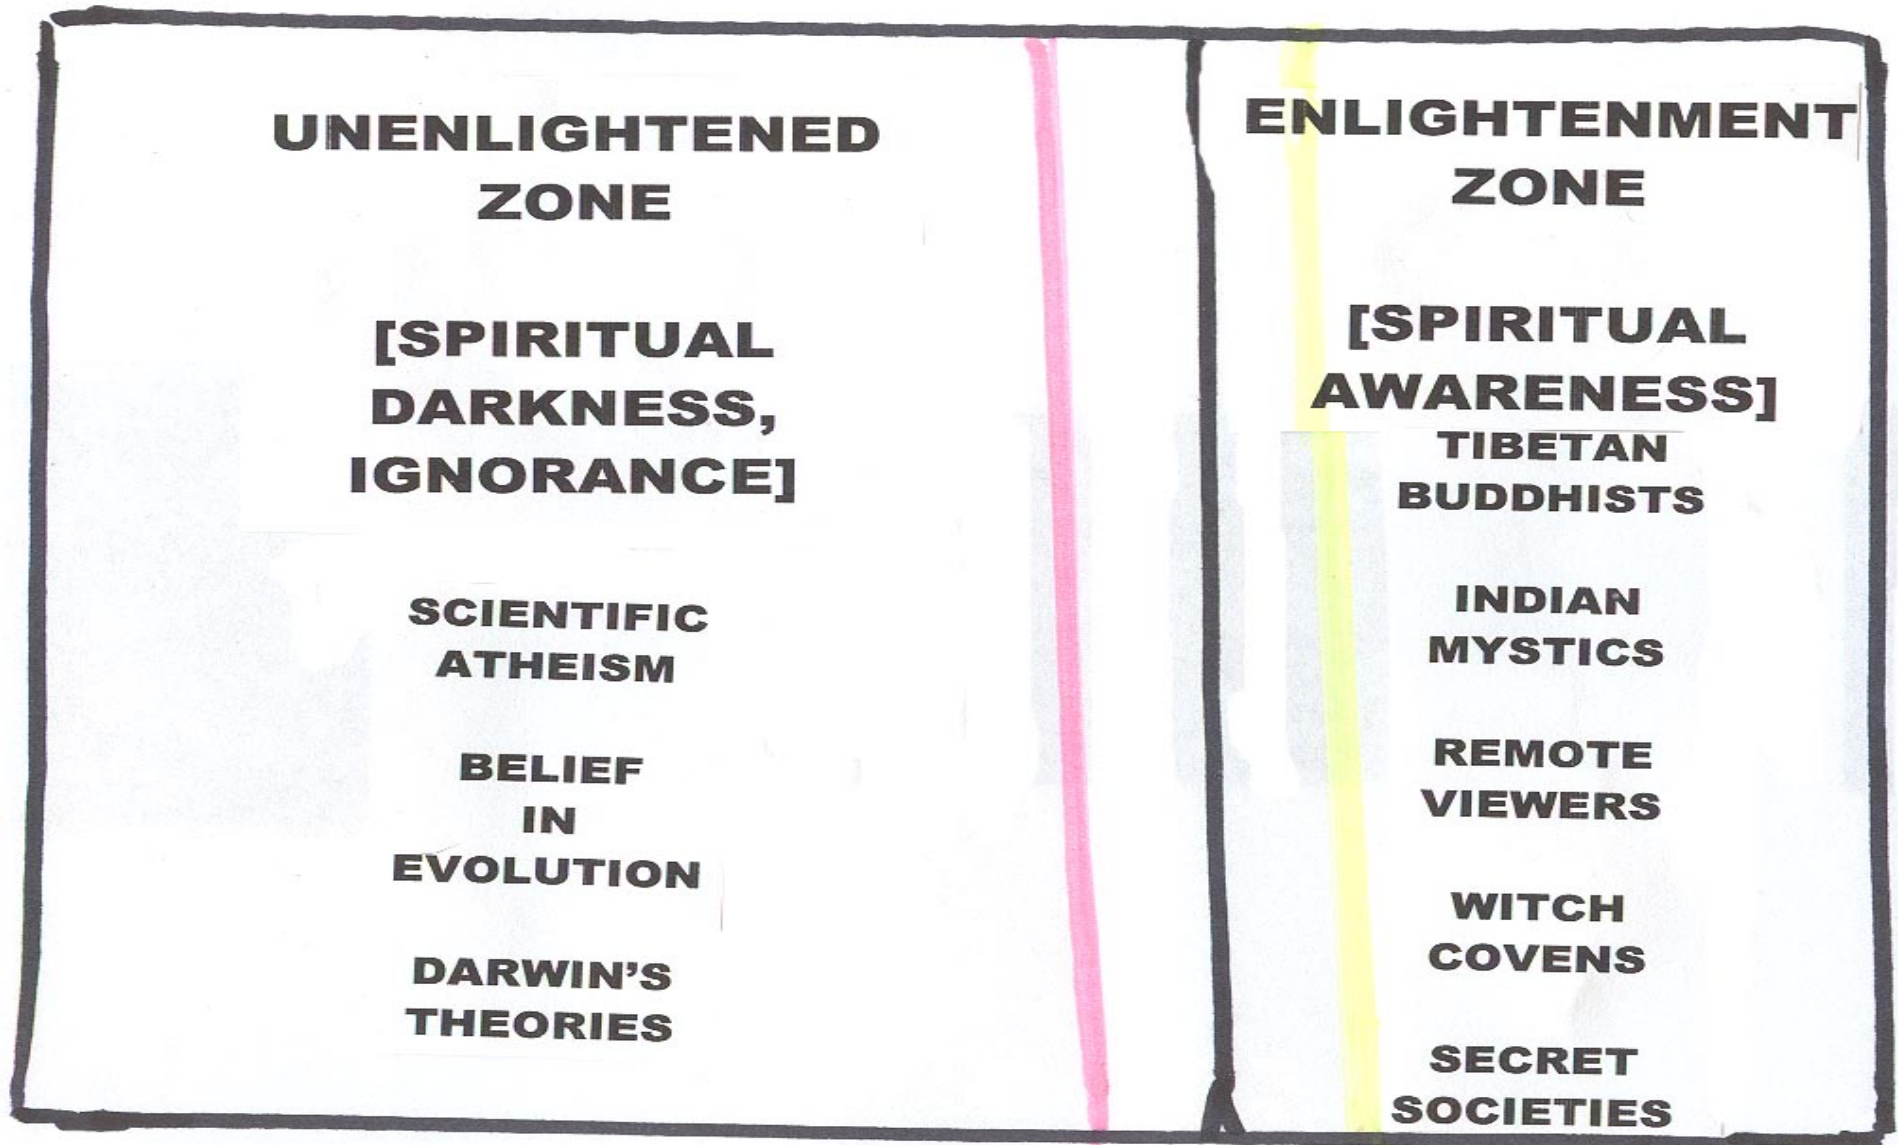 UNENLIGHTENED
ZONE
[SPIRITUAL
DARKNESS,
IGNORANCE]
SCIENTIFIC
ATHEISM
BELIEF
IN
EVOLUTION
DARWIN’S
THEORIES
ENLIGHTENMENT
ZONE
[SPIRITUAL
AWARENESS]
TIBETAN
BUDDHISTS
INDIAN
MYSTICS
REMOTE
VIEWERS
WITCH
COVENS
SECRET
SOCIETIES